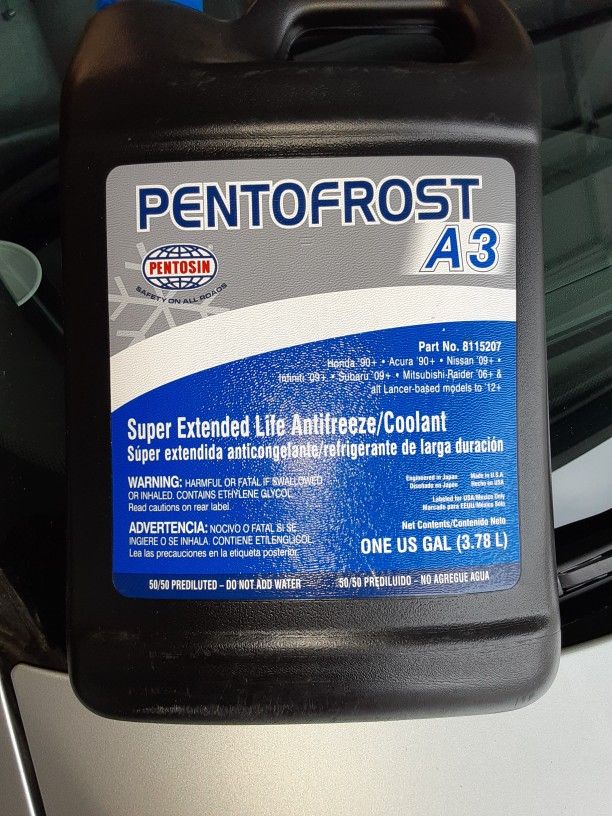 PENTOFROST
A3
PENTOSIN
SAFETY ON ALL ROADS
Part No. 8115207
Honda '90+ • Acura '90+ • Nissan '09+ •
Infiniti '09+ • Subaru '09+ • Mitsubishi Raider '06+ &
all Lancer-based models to '12+
Super Extended Life Antifreeze/Coolant
Súper extendida anticongelante/refrigerante de larga duración
WARNING: HARMFUL OR FATAL IF SWALLOWED
OR INHALED. CONTAINS ETHYLENE GLYCOL.
Read cautions on rear label.
Engineered in Japan Made in U.S.A
Diseñado en Japón Hecho en USA
Labeled for USA/Mexico Only
Marcado para EEUU/México Sólo
ADVERTENCIA: NOCIVO O FATAL SI SE
INGIERE O SE INHALA. CONTIENE ETILENGLICOL.
Lea las precauciones en la etiqueta posterior.
Net Contents/Contenido Neto
ONE US GAL (3.78 L)
50/50 PREDILUTED – DO NOT ADD WATER 50/50 PREDILUIDO – NO AGREGUE AGUA